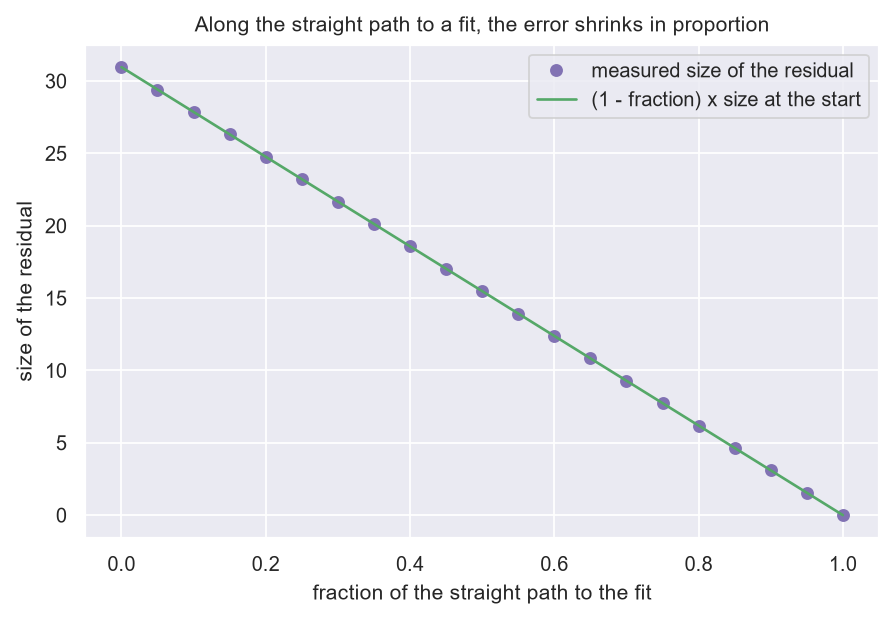 Along the straight path to a fit, the error shrinks in proportion
measured size of the residual
(1 - fraction) x size at the start
size of the residual
30
25
20
15
10
5
0
0.0 0.2 0.4 0.6 0.8 1.0
fraction of the straight path to the fit